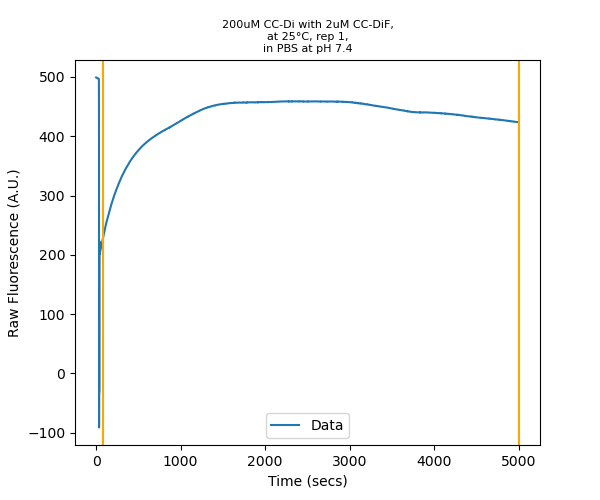 200uM CC-Di with 2uM CC-DiF,
at 25°C, rep 1,
in PBS at pH 7.4
Raw Fluorescence (A.U.)
500
400
300
200
100
0
−100
Data
0 1000 2000 3000 4000 5000
Time (secs)